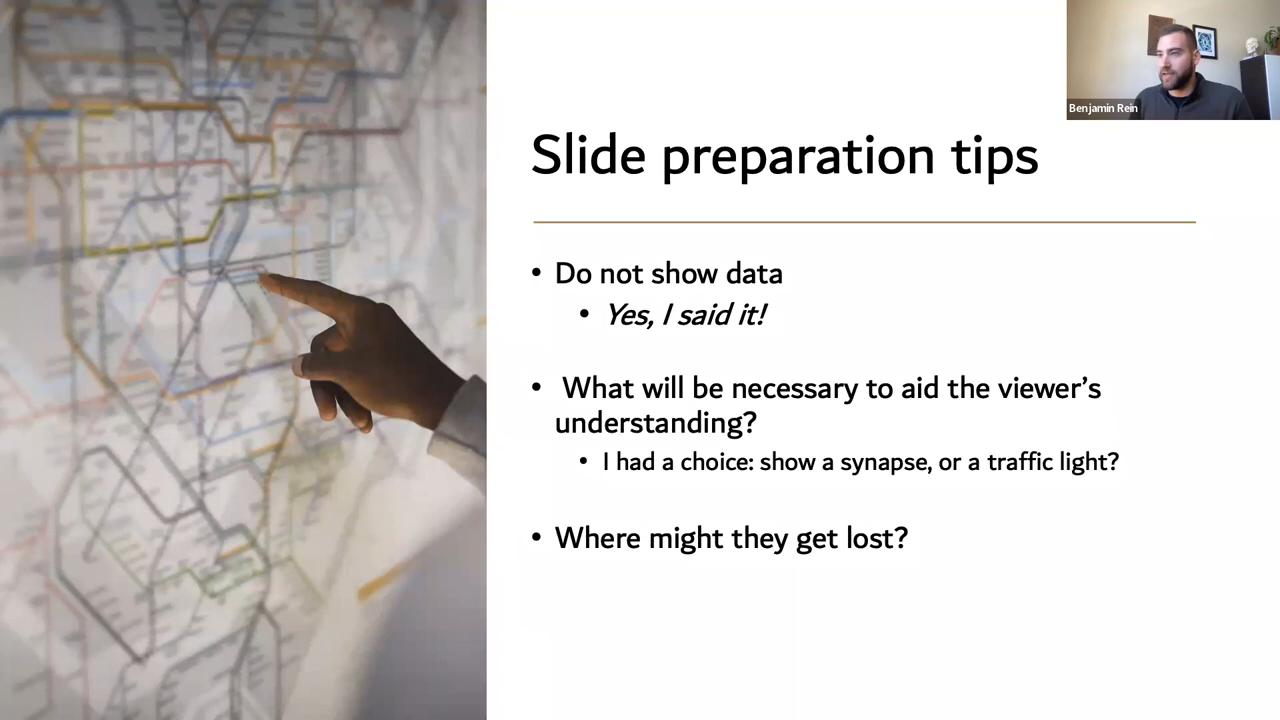 Benjamin Rein
Slide preparation tips
• Do not show data
• Yes, I said it!
• What will be necessary to aid the viewer’s
understanding?
• I had a choice: show a synapse, or a traffic light?
• Where might they get lost?